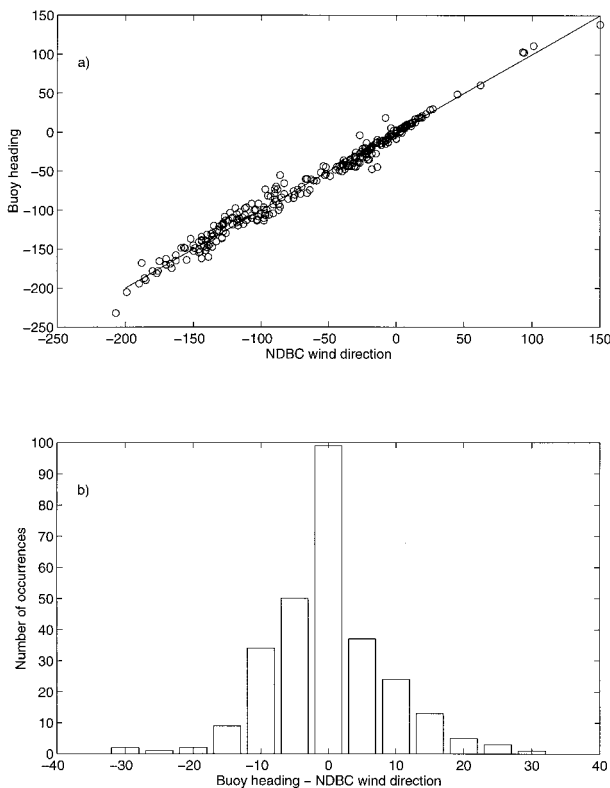 150
a)
100
50
0
−50
−100
−150
−200
−250
Buoy heading
−250 −200 −150 −100 −50 0 50 100 150
NDBC wind direction
100
b)
90
80
70
60
50
40
30
20
10
0
Number of occurrences
−40 −30 −20 −10 0 10 20 30 40
Buoy heading − NDBC wind direction